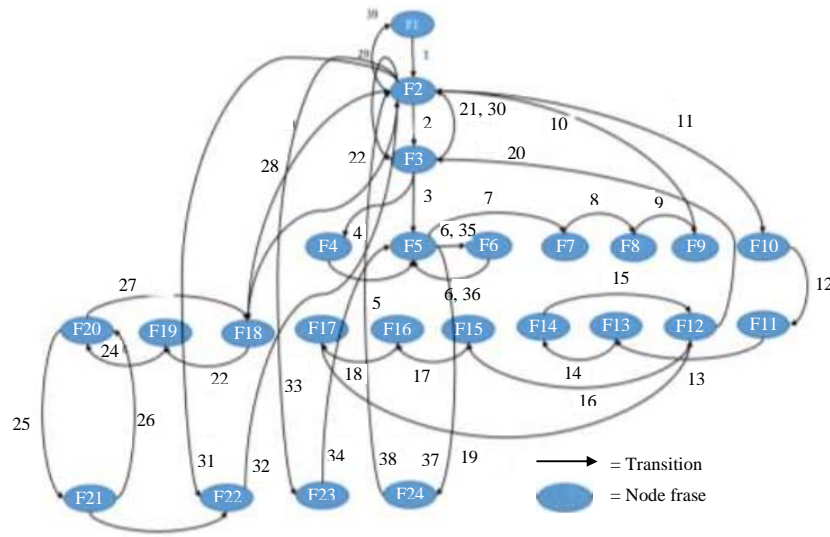 39
F1
1
29
F2
21, 30
10
11
2
28
22
F3
20
3
7
8
9
4
6, 35
F4
F5
F6
F7
F8
F9
F10
27
15
12
5
6, 36
F20
F19
F18
F17
F16
F15
F14
F13
F12
F11
24
22
18
17
14
13
33
16
25
26
31
32
34
38
37
19
= Transition
F21
F22
F23
F24
= Node frase